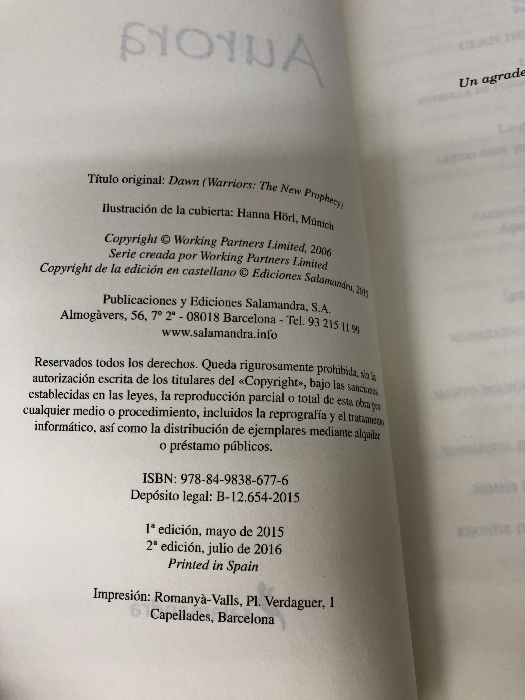 Aurora
Un agrade
Título original: Dawn (Warriors: The New Prophecy)
Ilustración de la cubierta: Hanna Hörl, Múnich
Copyright © Working Partners Limited, 2006
Serie creada por Working Partners Limited
Copyright de la edición en castellano © Ediciones Salamandra, 2015
Publicaciones y Ediciones Salamandra, S.A.
Almogàvers, 56, 7º 2ª - 08018 Barcelona - Tel. 93 215 11 99
www.salamandra.info
Reservados todos los derechos. Queda rigurosamente prohibida, sin la
autorización escrita de los titulares del «Copyright», bajo las sanciones
establecidas en las leyes, la reproducción parcial o total de esta obra por
cualquier medio o procedimiento, incluidos la reprografía y el tratamiento
informático, así como la distribución de ejemplares mediante alquiler
o préstamo públicos.
ISBN: 978-84-9838-677-6
Depósito legal: B-12.654-2015
1ª edición, mayo de 2015
2ª edición, julio de 2016
Printed in Spain
Impresión: Romanyà-Valls, Pl. Verdaguer, 1
Capellades, Barcelona